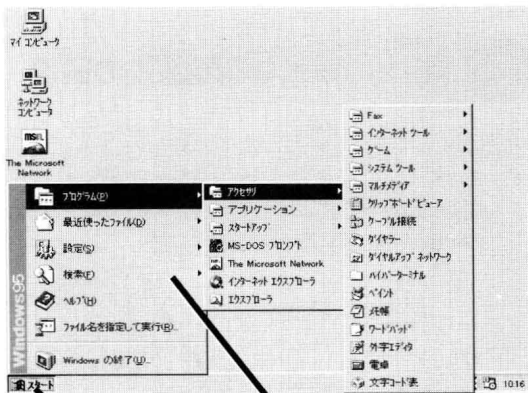 マイ コンピュータ
ネットワーク
コンピュータ
msn.
The Microsoft
Network
Windows95
プログラム(P)
最近使ったファイル(D)
設定(S)
検索(F)
ヘルプ(H)
ファイル名を指定して実行(R)...
Windows の終了(U)...
スタート
アクセサリ
アプリケーション
スタートアップ
MS-DOS プロンプト
The Microsoft Network
インターネット エクスプローラ
エクスプローラ
Fax
インターネット ツール
ゲーム
システム ツール
マルチメディア
クリップボード ビューア
ケーブル接続
ダイヤラー
ダイヤルアップ ネットワーク
ハイパーターミナル
ペイント
メモ帳
ワードパッド
外字エディタ
電卓
文字コード表
10:16